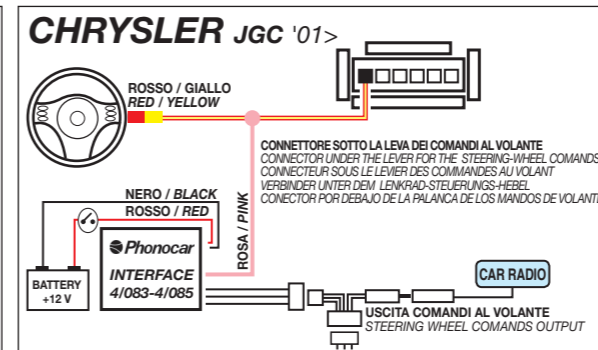 CHRYSLER JGC '01>
ROSSO / GIALLO
RED / YELLOW
CONNETTORE SOTTO LA LEVA DEI COMANDI AL VOLANTE
CONNECTOR UNDER THE LEVER FOR THE STEERING-WHEEL COMANDS
CONNECTEUR SOUS LE LEVIER DES COMMANDES AU VOLANT
VERBINDER UNTER DEM LENKRAD-STEUERUNGS-HEBEL
CONECTOR POR DEBAJO DE LA PALANCA DE LOS MANDOS DE VOLANTE
NERO / BLACK
ROSSO / RED
ROSA / PINK
Phonocar
INTERFACE
4/083-4/085
BATTERY
+12 V
CAR RADIO
USCITA COMANDI AL VOLANTE
STEERING WHEEL COMANDS OUTPUT